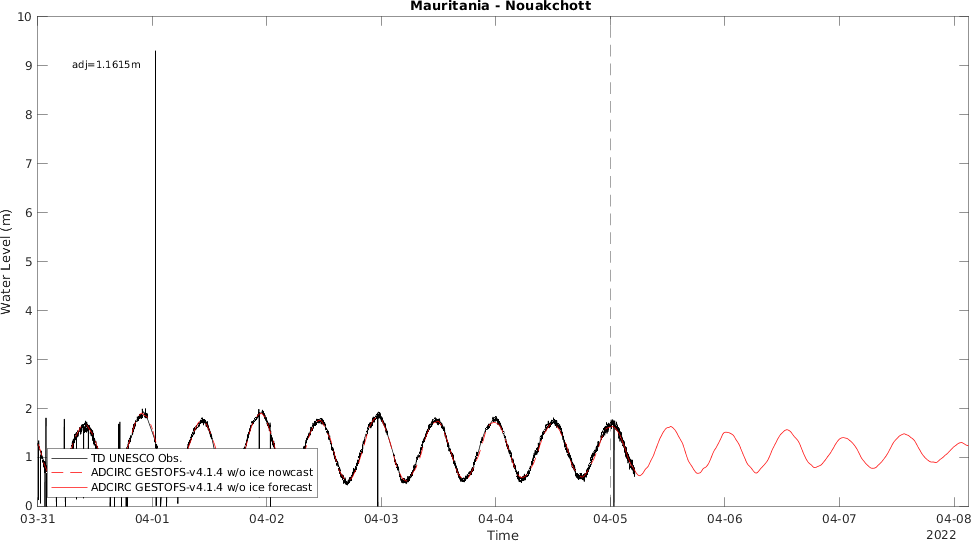 Mauritania - Nouakchott
10
9
8
7
6
5
4
3
2
1
0
Water Level (m)
adj=1.1615m
TD UNESCO Obs.
ADCIRC GESTOFS-v4.1.4 w/o ice nowcast
ADCIRC GESTOFS-v4.1.4 w/o ice forecast
03-31 04-01 04-02 04-03 04-04 04-05 04-06 04-07 04-08
Time
2022